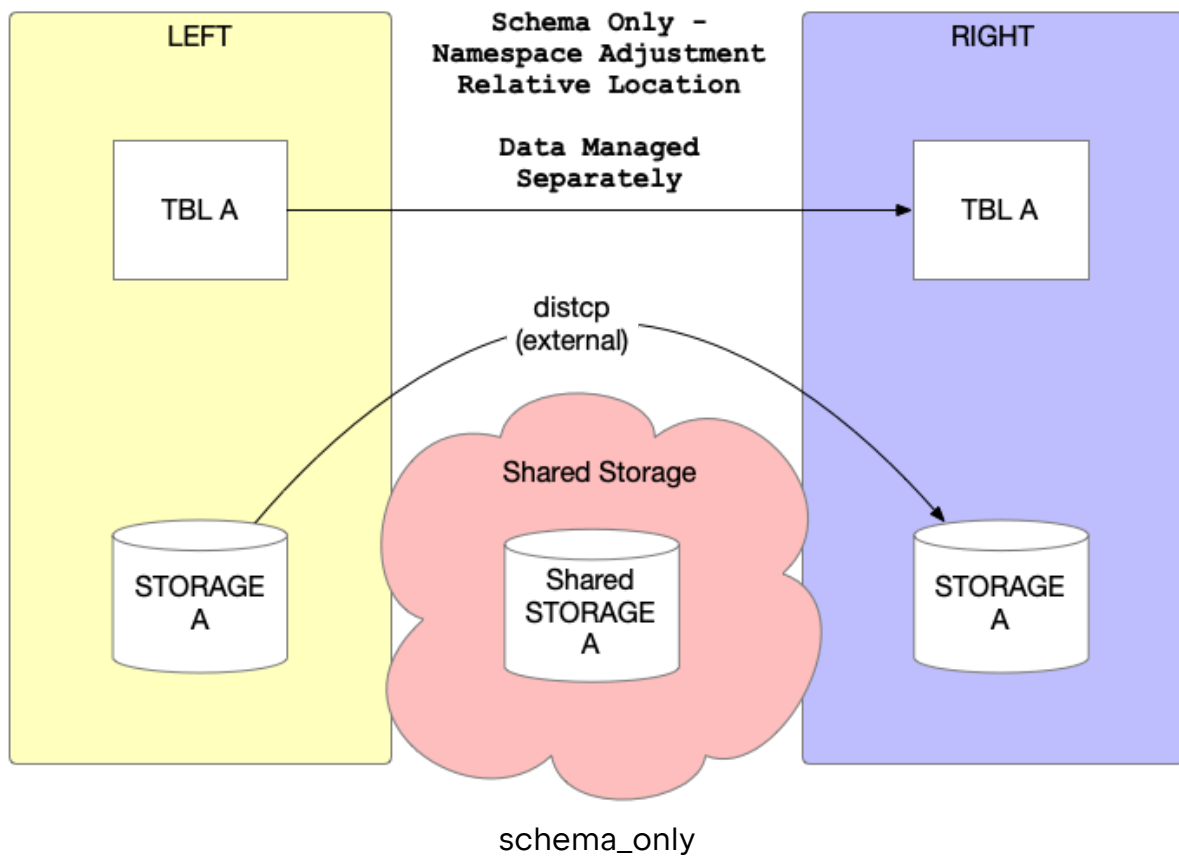 LEFT
Schema Only -
Namespace Adjustment
Relative Location
Data Managed
Separately
RIGHT
TBL A
TBL A
distcp
(external)
Shared Storage
STORAGE
A
Shared
STORAGE
A
STORAGE
A
schema_only